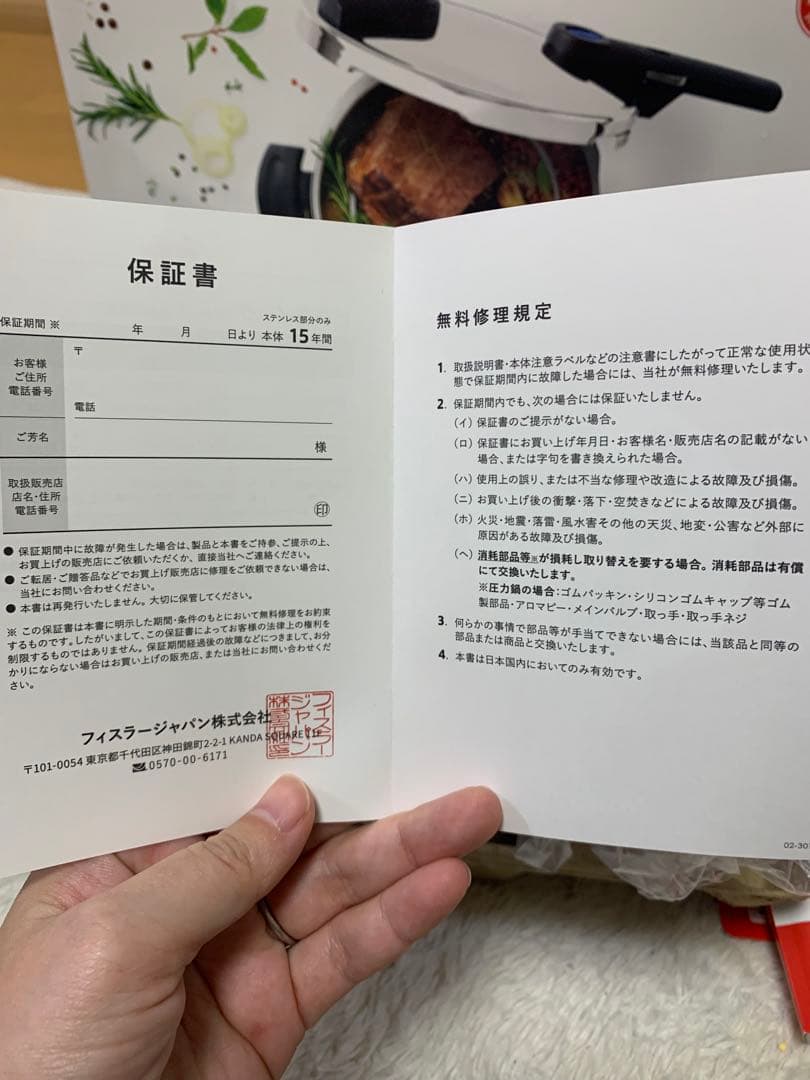 保証書
ステンレス部分のみ
保証期間 ※ 年 月 日より 本体 15年間
お客様
ご住所
電話番号
〒
電話
ご芳名
様
取扱販売店
店名・住所
電話番号
印
● 保証期間中に故障が発生した場合は、製品と本書をご持参、ご提示の上、
お買上げの販売店にご依頼いただくか、直接当社へご連絡ください。
● ご転居・ご贈答品などでお買上げ販売店に修理をご依頼できない場合は、
当社にお問い合わせください。
● 本書は再発行いたしません。大切に保管してください。
※ この保証書は本書に明示した期間・条件のもとにおいて無料修理をお約束
するものです。したがいまして、この保証書によってお客様の法律上の権利を
制限するものではありません。保証期間経過後の故障などにつきまして、お分
かりにならない場合はお買い上げの販売店、または当社にお問い合わせくだ
さい。
フィスラージャパン株式会社
〒101-0054 東京都千代田区神田錦町2-2-1 KANDA SQUARE 11F
0570-00-6171
フィスラー
ジャパン
株式会社
無料修理規定
1. 取扱説明書・本体注意ラベルなどの注意書にしたがって正常な使用状
態で保証期間内に故障した場合には、当社が無料修理いたします。
2. 保証期間内でも、次の場合には保証いたしません。
（イ）保証書のご提示がない場合。
（ロ）保証書にお買い上げ年月日・お客様名・販売店名の記載がない
場合、または字句を書き換えられた場合。
（ハ）使用上の誤り、または不当な修理や改造による故障及び損傷。
（ニ）お買い上げ後の衝撃・落下・空焚きなどによる故障及び損傷。
（ホ）火災・地震・落雷・風水害その他の天災、地変・公害など外部に
原因がある故障及び損傷。
（ヘ）消耗部品等※が損耗し取り替えを要する場合。消耗部品は有償
にて交換いたします。
※圧力鍋の場合：ゴムパッキン・シリコンゴムキャップ等ゴム
製部品・アロマピー・メインバルブ・取っ手・取っ手ネジ
3. 何らかの事情で部品等が手当てできない場合には、当該品と同等の
部品または商品と交換いたします。
4. 本書は日本国内においてのみ有効です。
02-301